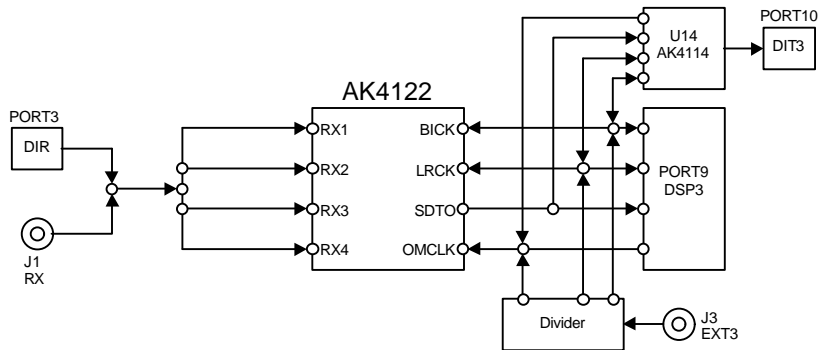 PORT10
U14
AK4114
DIT3
AK4122
PORT3
DIR
RX1
BICK
RX2
LRCK
PORT9
DSP3
RX3
SDTO
RX4
OMCLK
J1
RX
Divider
J3
EXT3